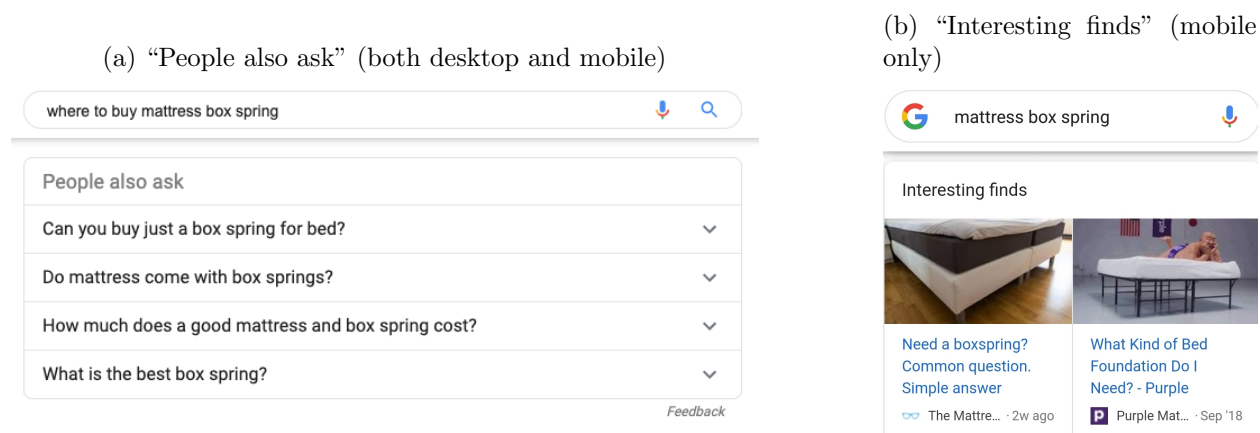 (a) “People also ask” (both desktop and mobile)
where to buy mattress box spring
People also ask
Can you buy just a box spring for bed?
Do mattress come with box springs?
How much does a good mattress and box spring cost?
What is the best box spring?
Feedback
(b) “Interesting finds” (mobile
only)
mattress box spring
Interesting finds
Need a boxspring?
Common question.
Simple answer
The Mattre... · 2w ago
What Kind of Bed
Foundation Do I
Need? - Purple
Purple Mat... · Sep '18